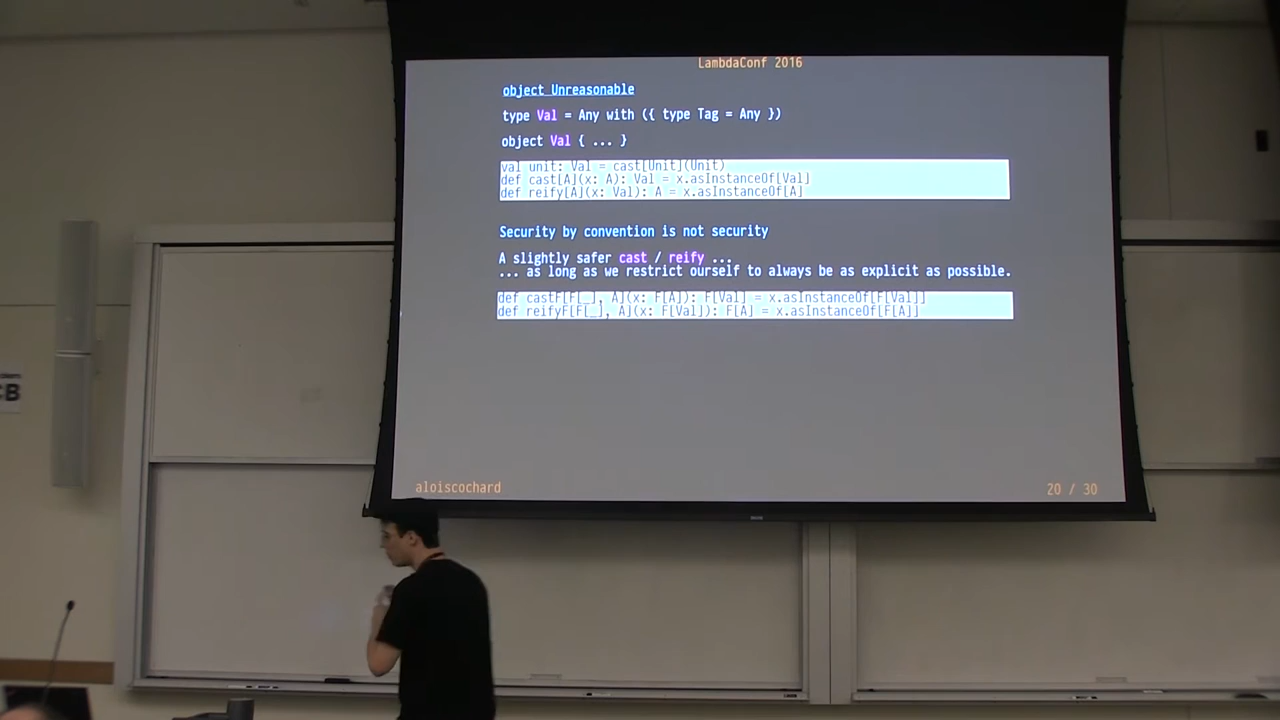 LambdaConf 2016
object Unreasonable
type Val = Any with ({ type Tag = Any })
object Val { ... }
val unit: Val = cast[Unit](Unit)
def cast[A](x: A): Val = x.asInstanceOf[Val]
def reify[A](x: Val): A = x.asInstanceOf[A]
Security by convention is not security
A slightly safer cast / reify ...
... as long as we restrict ourself to always be as explicit as possible.
def castF[F[_], A](x: F[A]): F[Val] = x.asInstanceOf[F[Val]]
def reifyF[F[_], A](x: F[Val]): F[A] = x.asInstanceOf[F[A]]
aloiscochard
20 / 30